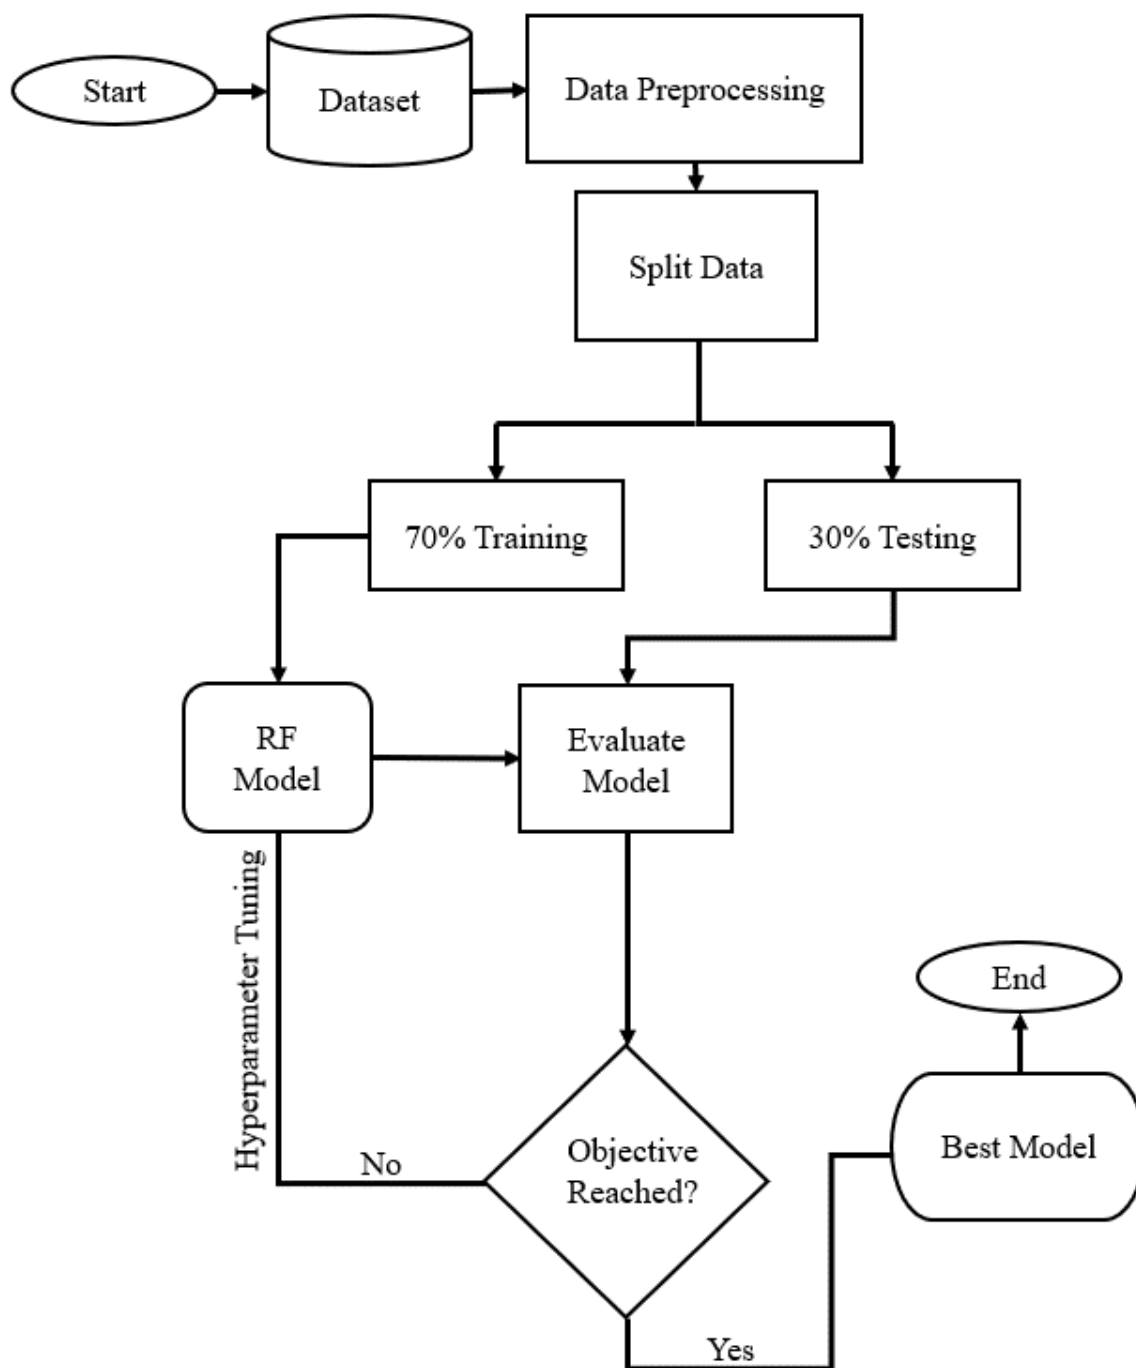 Start
Dataset
Data Preprocessing
Split Data
70% Training
30% Testing
RF
Model
Evaluate
Model
Hyperparameter Tuning
No
Objective
Reached?
Yes
Best Model
End